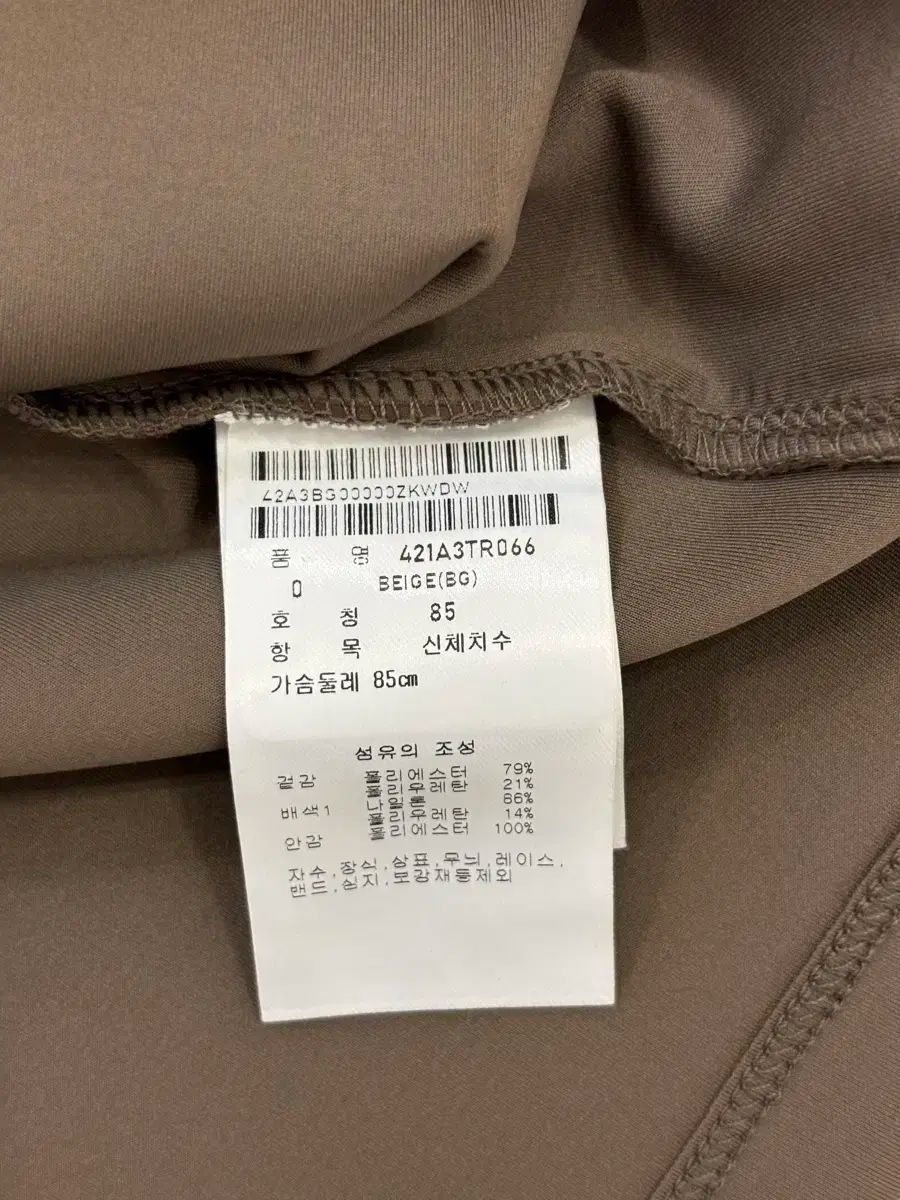 42A3BG00000ZKWDW
품 명 421A3TR066
0 BEIGE(BG)
호 칭 85
항 목 신체치수
가슴둘레 85cm
섬유의 조성
겉감 폴리에스터 79%
폴리우레탄 21%
배색1 나일론 86%
폴리우레탄 14%
안감 폴리에스터 100%
자수,장식,상표,무늬,레이스,
밴드,심지,보강재등제외